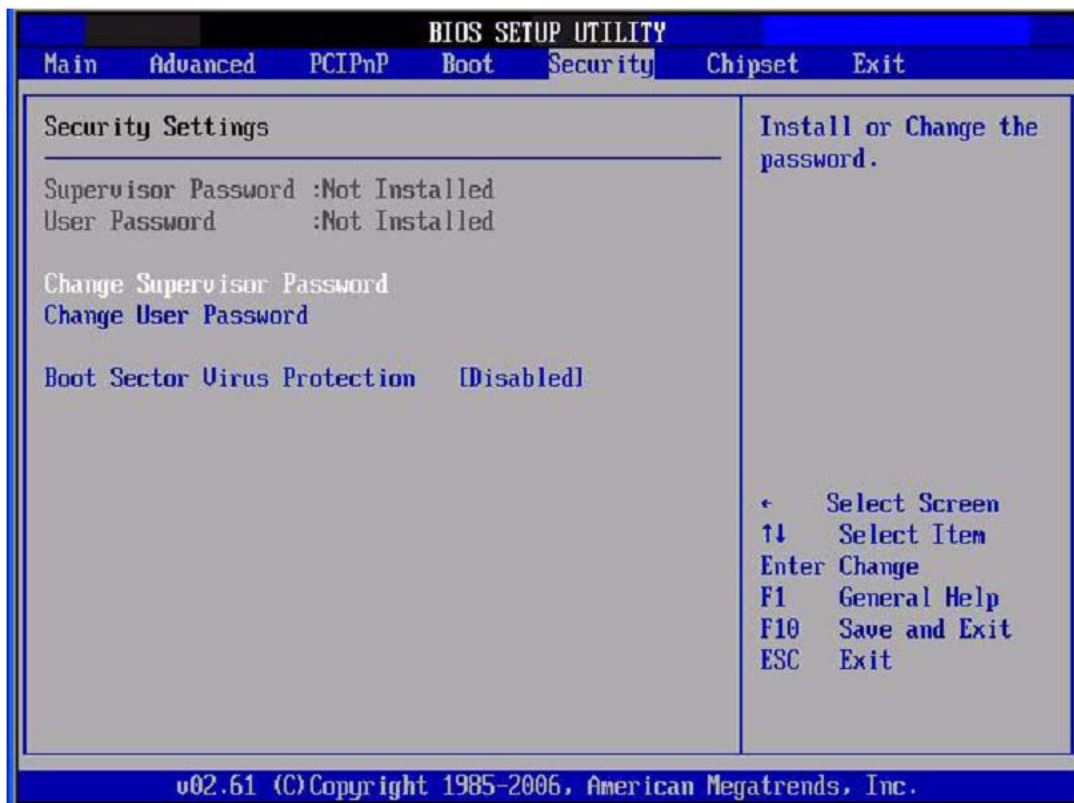 BIOS SETUP UTILITY
Main Advanced PCIPnP Boot Security Chipset Exit
Security Settings
Supervisor Password :Not Installed
User Password :Not Installed
Change Supervisor Password
Change User Password
Boot Sector Virus Protection [Disabled]
Install or Change the
password.
← Select Screen
↑↓ Select Item
Enter Change
F1 General Help
F10 Save and Exit
ESC Exit
v02.61 (C)Copyright 1985-2006, American Megatrends, Inc.